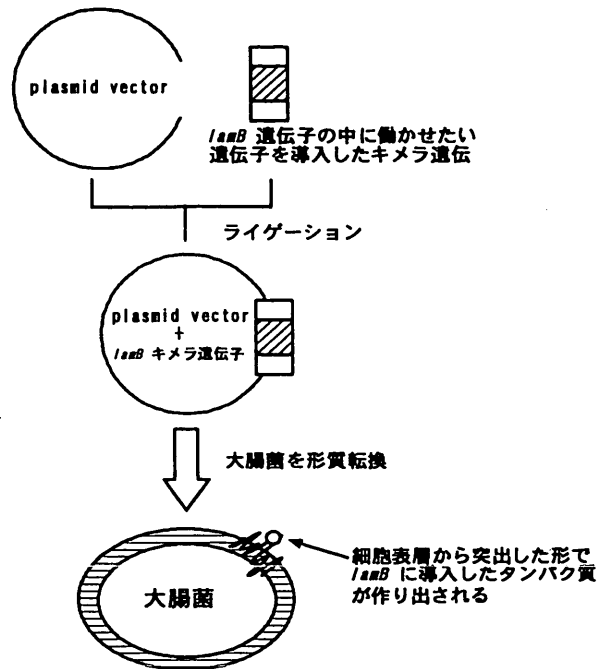 plasmid vector
lamB 遺伝子の中に働かせたい
遺伝子を導入したキメラ遺伝
ライゲーション
plasmid vector
+
lamB キメラ遺伝子
大腸菌を形質転換
細胞表層から突出した形で
lamB に導入したタンパク質
が作り出される
大腸菌